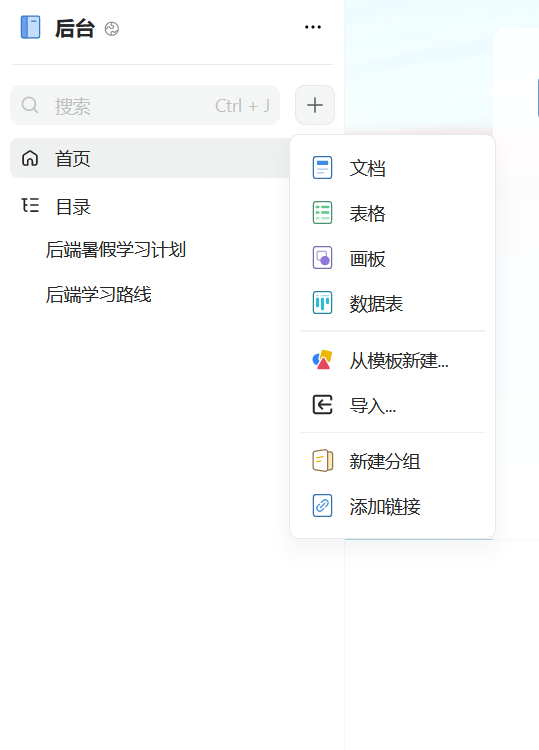 后台
搜索 Ctrl + J
首页
目录
后端暑假学习计划
后端学习路线
文档
表格
画板
数据表
从模板新建...
导入...
新建分组
添加链接